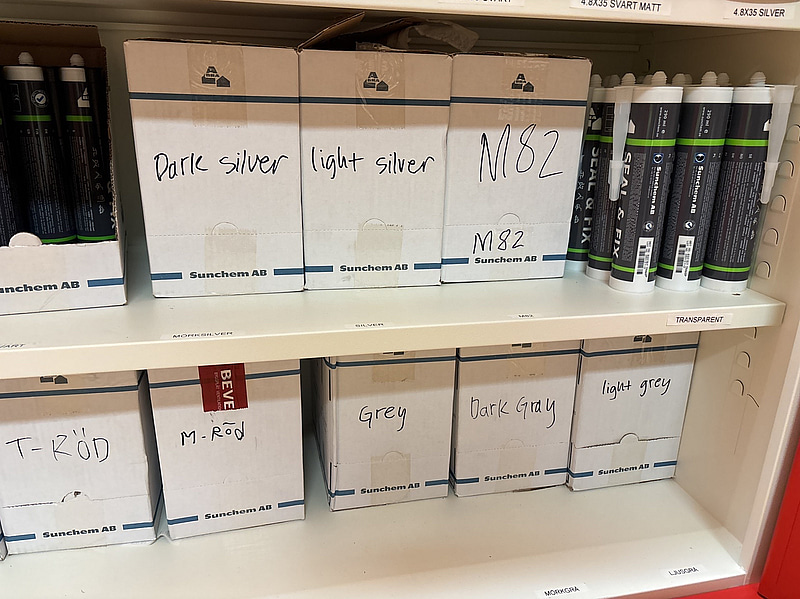 4.8X35 SVART MATT
4.8X35 SILVER
Dark silver
Sunchem AB
light silver
Sunchem AB
M82
M82
Sunchem AB
SEAL & FIX
SEAL & FIX
Sunchem AB
Sunchem AB
nchem AB
MÖRKSILVER
SILVER
M82
TRANSPARENT
T-RÖD
Sunchem AB
BEVE
M-Röd
Sunchem AB
Grey
Sunchem AB
Dark Gray
Sunchem AB
light grey
Sunchem AB
MÖRKGRÅ
LJUSGRÅ